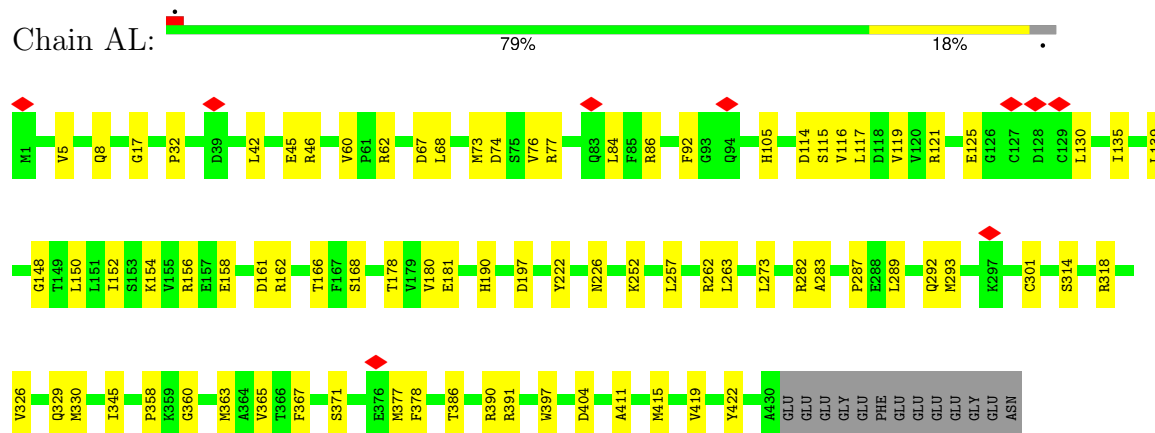 Chain AL:
79%
18%
M1 V5 Q8 G17 P32 D39 L42 E45 R46 V60 P61 R62 D67 L68 M73 D74 S75 V76 R77 Q83 L84 F85 R86 F92 G93 Q94 H105 D114 S115 V116 L117 D118 V119 V120 R121 E125 G126 C127 D128 C129 L130 I135
G148 T149 L150 L151 I152 S153 K154 V155 R156 E157 E158 D161 R162 T166 F167 S168 T178 V179 V180 E181 H190 D197 Y222 N226 K252 L257 R262 L263 L273 R282 A283 P287 E288 L289 Q292 M293 K297 C301 S314 R318
V326 Q329 M330 I345 P358 K359 G360 M363 A364 V365 T366 F367 S371 E376 M377 F378 T386 R390 R391 W397 D404 A411 M415 V419 Y422 A430 GLU GLU GLU GLY GLU PHE GLU GLU GLU GLU GLU GLY GLU ASN